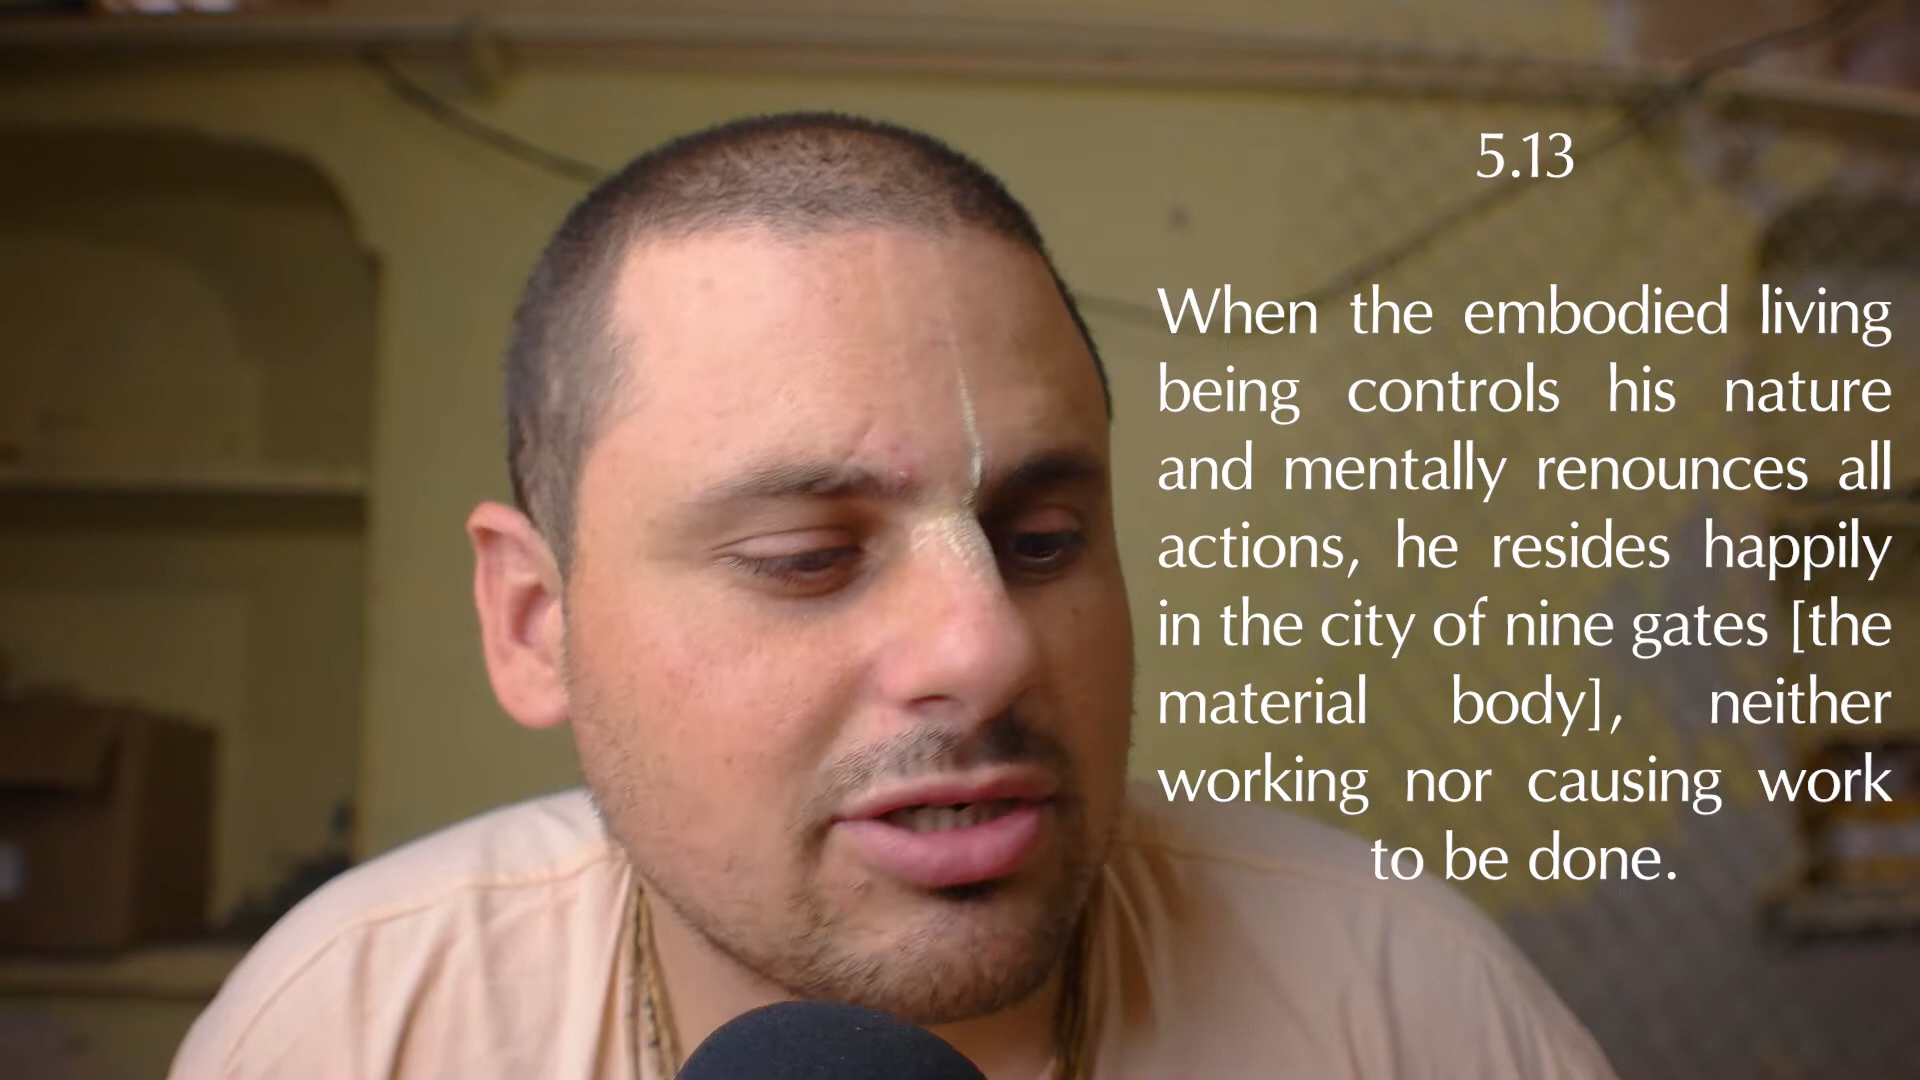 5.13
When the embodied living
being controls his nature
and mentally renounces all
actions, he resides happily
in the city of nine gates [the
material body], neither
working nor causing work
to be done.